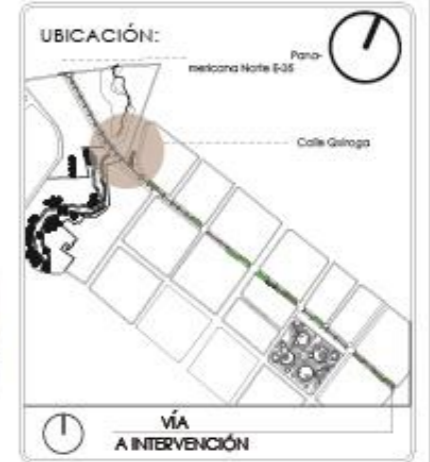 UBICACIÓN:
Pana-
mericana Norte E-35
Calle Quiroga
VÍA
A INTERVENCIÓN